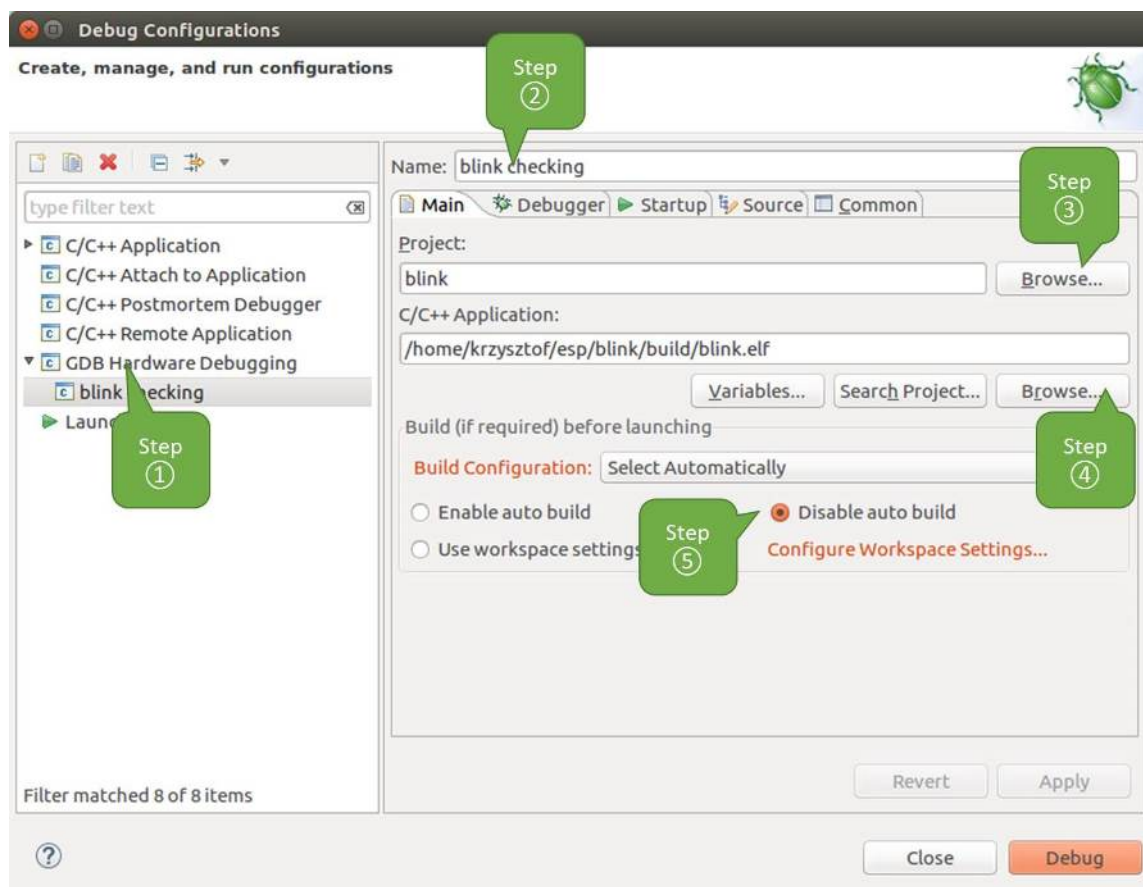 Debug Configurations
Create, manage, and run configurations
Step
②
Name: blink checking
type filter text
Main Debugger Startup Source Common
Step
③
C/C++ Application
C/C++ Attach to Application
C/C++ Postmortem Debugger
C/C++ Remote Application
GDB Hardware Debugging
blink checking
Step
①
Project:
blink
Browse...
C/C++ Application:
/home/krzysztof/esp/blink/build/blink.elf
Variables... Search Project... Browse...
Step
④
Build (if required) before launching
Build Configuration: Select Automatically
Enable auto build
Disable auto build
Step
⑤
Use workspace settings
Configure Workspace Settings...
Revert Apply
Filter matched 8 of 8 items
Close Debug